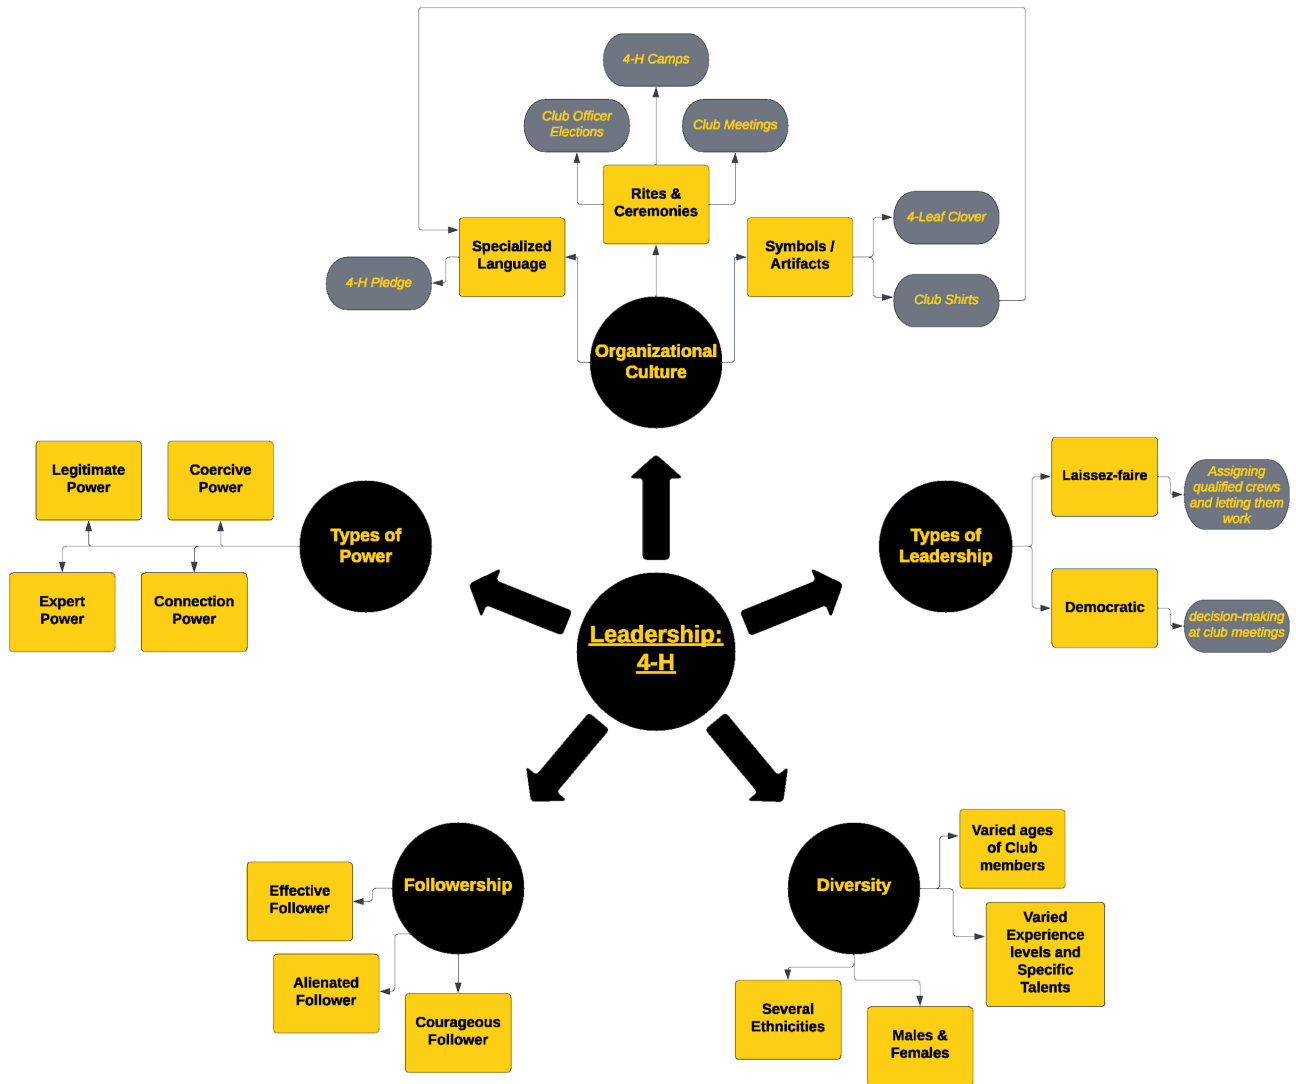 4-H Camps
Club Officer
Elections
Club Meetings
Rites &
Ceremonies
Specialized
Language
Symbols /
Artifacts
4-Leaf Clover
4-H Pledge
Club Shirts
Organizational
Culture
Legitimate
Power
Coercive
Power
Types of
Power
Expert
Power
Connection
Power
Types of
Leadership
Laissez-faire
Assigning
qualified crews
and letting them
work
Democratic
decision-making
at club meetings
Leadership:
4-H
Followership
Effective
Follower
Alienated
Follower
Courageous
Follower
Diversity
Varied ages
of Club
members
Varied
Experience
levels and
Specific
Talents
Several
Ethnicities
Males &
Females